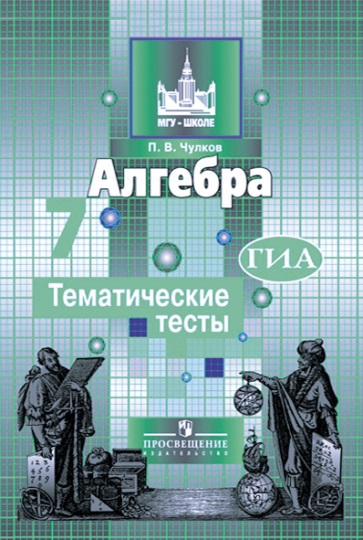 МГУ - ШКОЛЕ
П. В. Чулков
Алгебра
7
ГИА
Тематические
тесты
ПРОСВЕЩЕНИЕ
ИЗДАТЕЛЬСТВО